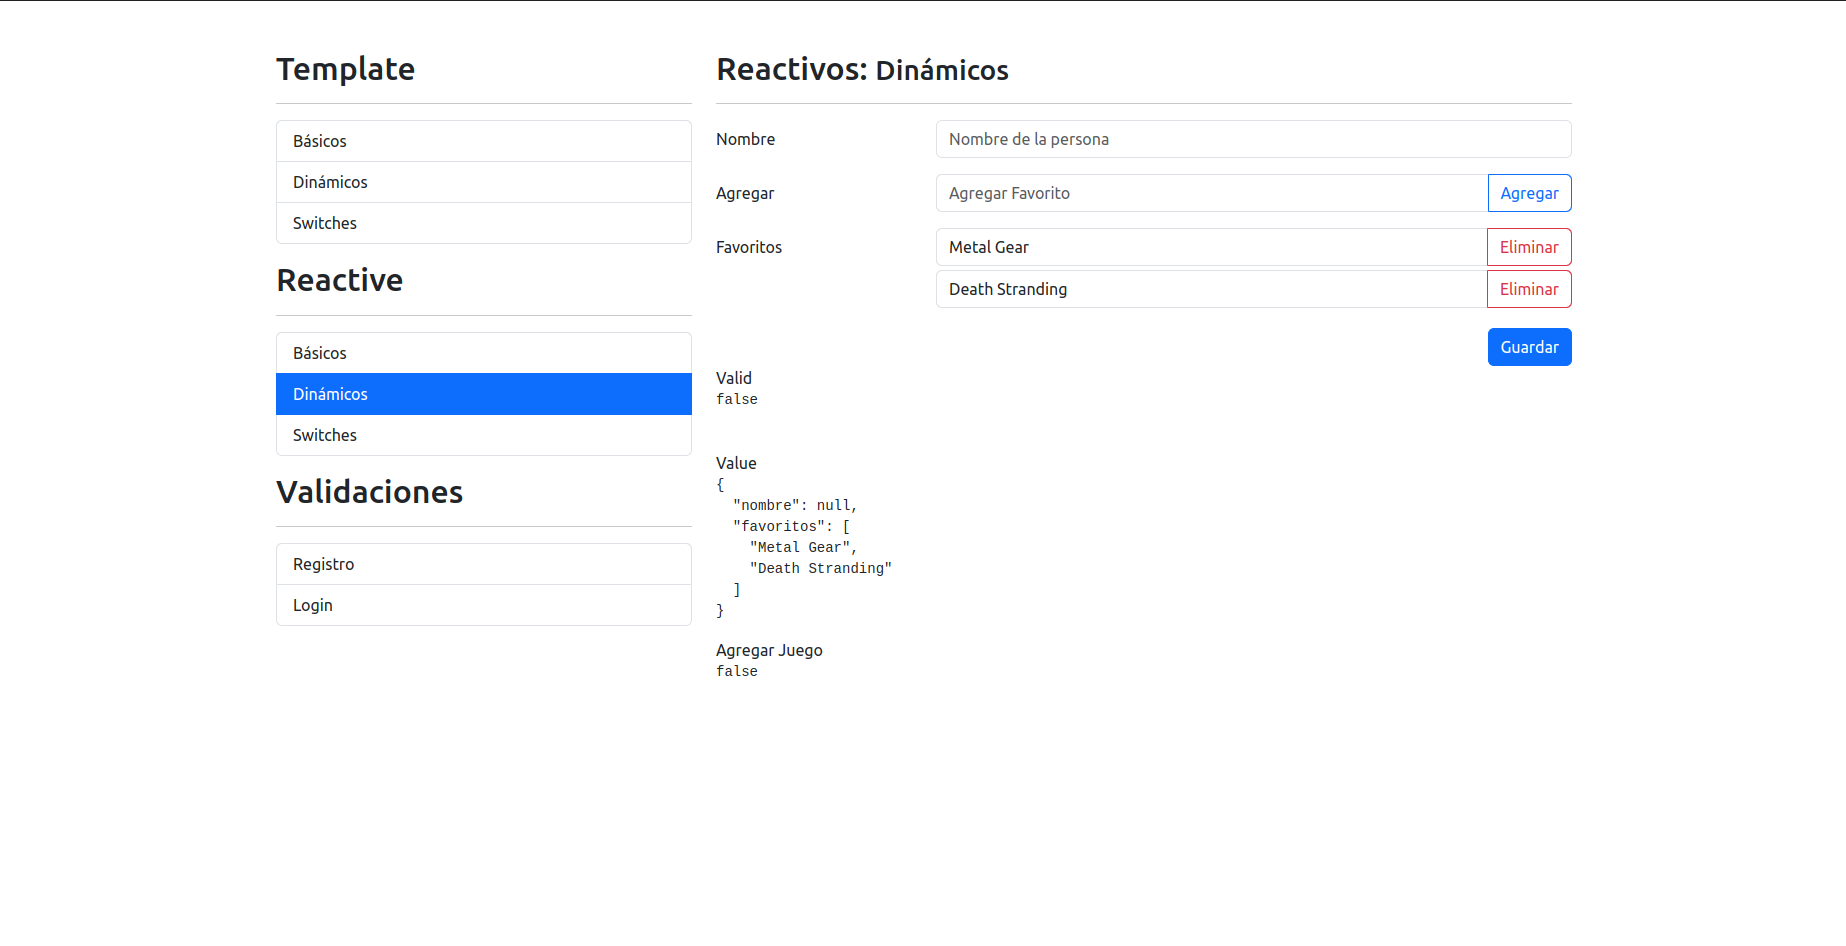 Template
Básicos
Dinámicos
Switches
Reactive
Básicos
Dinámicos
Switches
Validaciones
Registro
Login
Reactivos: Dinámicos
Nombre
Nombre de la persona
Agregar
Agregar Favorito
Agregar
Favoritos
Metal Gear
Eliminar
Death Stranding
Eliminar
Guardar
Valid
false
Value
{
  "nombre": null,
  "favoritos": [
    "Metal Gear",
    "Death Stranding"
  ]
}
Agregar Juego
false